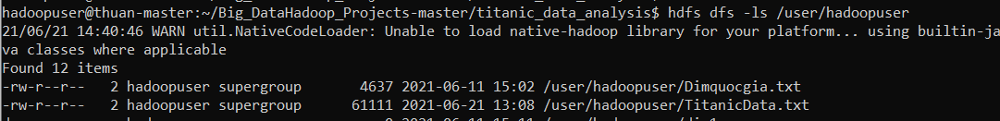 hadoopuser@thuan-master:~/Big_DataHadoop_Projects-master/titanic_data_analysis$ hdfs dfs -ls /user/hadoopuser
21/06/21 14:40:46 WARN util.NativeCodeLoader: Unable to load native-hadoop library for your platform... using builtin-ja
va classes where applicable
Found 12 items
-rw-r--r--   2 hadoopuser supergroup       4637 2021-06-11 15:02 /user/hadoopuser/Dimquocgia.txt
-rw-r--r--   2 hadoopuser supergroup      61111 2021-06-21 13:08 /user/hadoopuser/TitanicData.txt